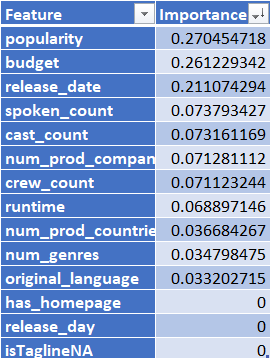 Feature Importance
popularity 0.270454718
budget 0.261229342
release_date 0.211074294
spoken_count 0.073793427
cast_count 0.073161169
num_prod_compan 0.071281112
crew_count 0.071123244
runtime 0.068897146
num_prod_countrie 0.036684267
num_genres 0.034798475
original_language 0.033202715
has_homepage 0
release_day 0
isTaglineNA 0